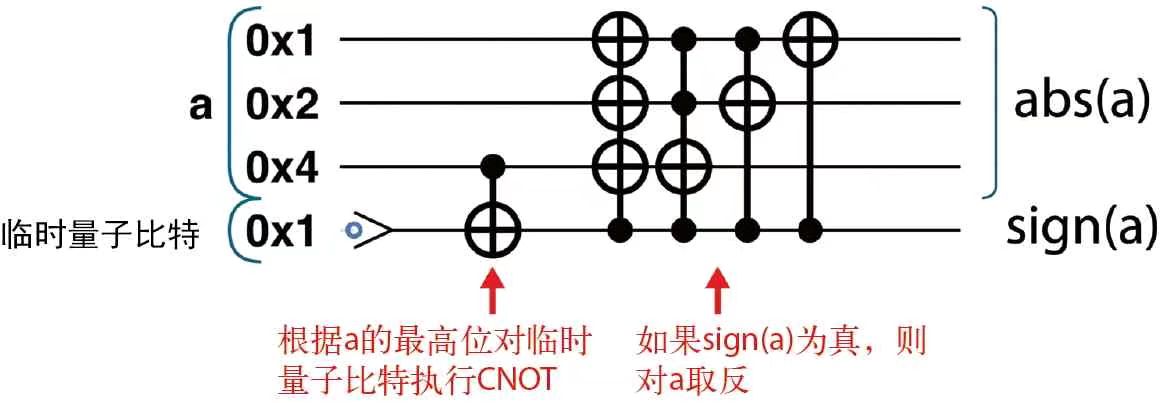 0x1
a
0x2
abs(a)
0x4
临时量子比特
0x1
sign(a)
根据a的最高位对临时
量子比特执行CNOT
如果sign(a)为真，则
对a取反